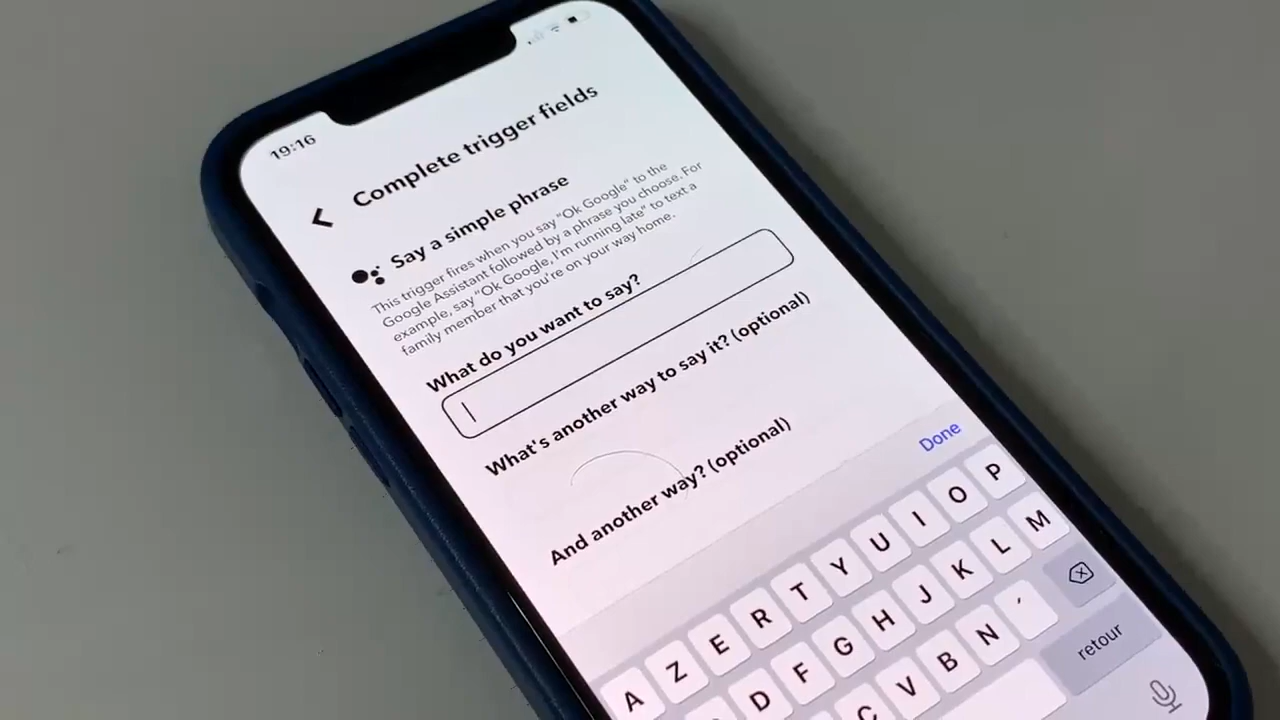 19:16
Complete trigger fields
Say a simple phrase
This trigger fires when you say "Ok Google" to the
Google Assistant followed by a phrase you choose. For
example, say "Ok Google, I'm running late" to text a
family member that you're on your way home.
What do you want to say?
What's another way to say it? (optional)
And another way? (optional)
Done
A Z E R T Y U I O P
D F G H J K L M
C V B N '
retour